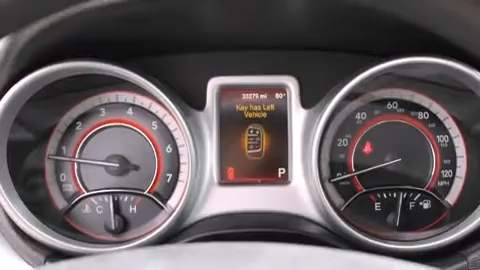 33279 mi 80°
Key has Left
Vehicle
P
0 1 2 3 4 5 6 7
C H
0 20 40 60 80 100 120
MPH
E F